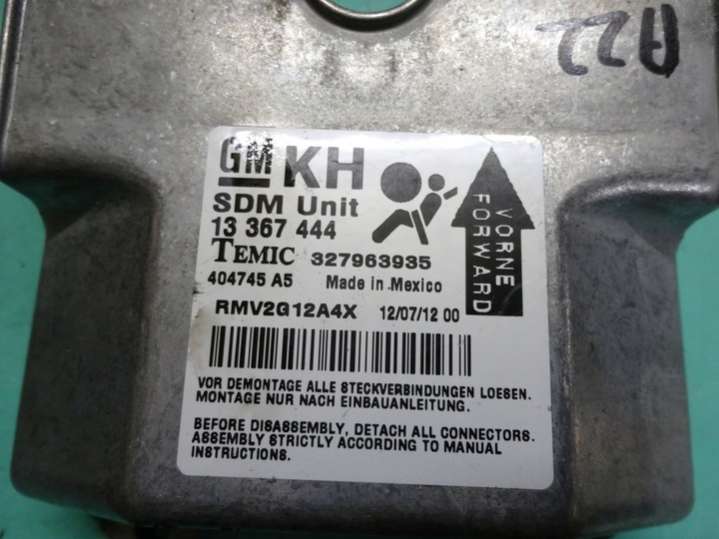 A22
GM KH
SDM Unit
13 367 444
TEMIC 327963935
404745 A5 Made in .Mexico
RMV2G12A4X 12/07/12 00
VORNE
FORWARD
VOR DEMONTAGE ALLE STECKVERBINDUNGEN LOESEN.
MONTAGE NUR NACH EINBAUANLEITUNG.
BEFORE DISASSEMBLY, DETACH ALL CONNECTORS.
ASSEMBLY STRICTLY ACCORDING TO MANUAL
INSTRUCTIONS.